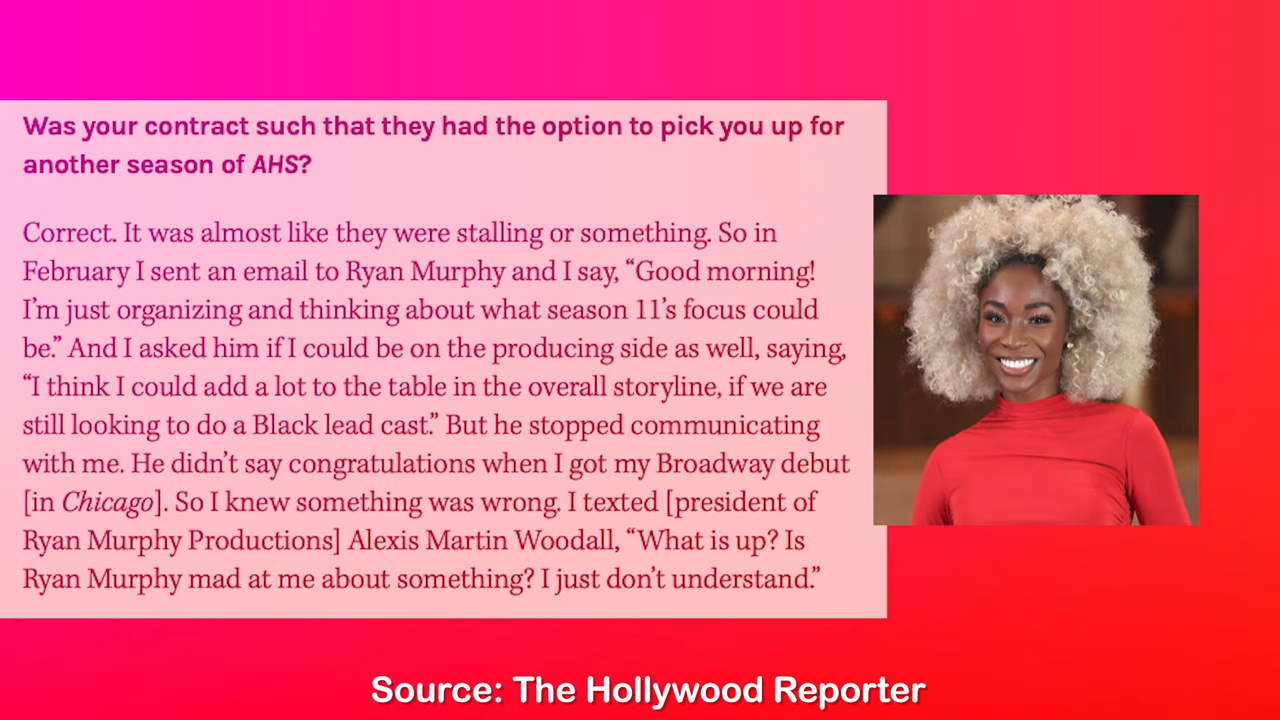 Was your contract such that they had the option to pick you up for
another season of AHS?
Correct. It was almost like they were stalling or something. So in
February I sent an email to Ryan Murphy and I say, “Good morning!
I’m just organizing and thinking about what season 11’s focus could
be.” And I asked him if I could be on the producing side as well, saying,
“I think I could add a lot to the table in the overall storyline, if we are
still looking to do a Black lead cast.” But he stopped communicating
with me. He didn’t say congratulations when I got my Broadway debut
[in Chicago]. So I knew something was wrong. I texted [president of
Ryan Murphy Productions] Alexis Martin Woodall, “What is up? Is
Ryan Murphy mad at me about something? I just don’t understand.”
Source: The Hollywood Reporter